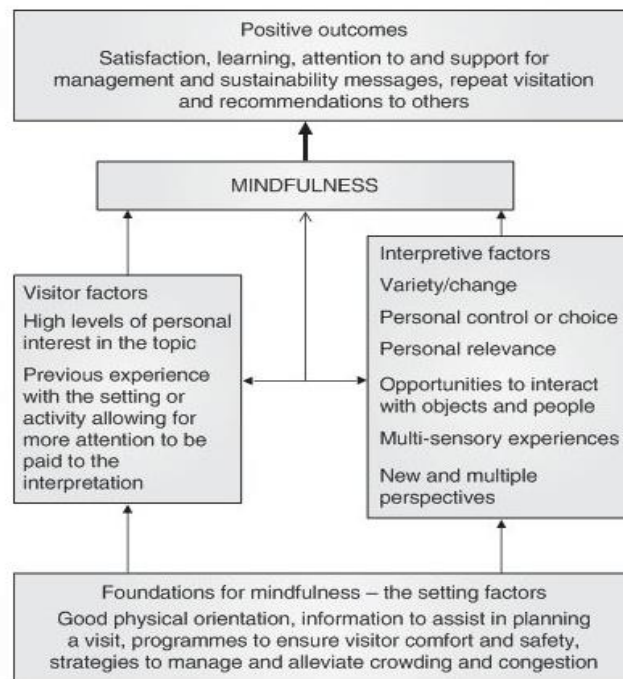 Positive outcomes
Satisfaction, learning, attention to and support for
management and sustainability messages, repeat visitation
and recommendations to others
MINDFULNESS
Visitor factors
High levels of personal
interest in the topic
Previous experience
with the setting or
activity allowing for
more attention to be
paid to the
interpretation
Interpretive factors
Variety/change
Personal control or choice
Personal relevance
Opportunities to interact
with objects and people
Multi-sensory experiences
New and multiple
perspectives
Foundations for mindfulness – the setting factors
Good physical orientation, information to assist in planning
a visit, programmes to ensure visitor comfort and safety,
strategies to manage and alleviate crowding and congestion